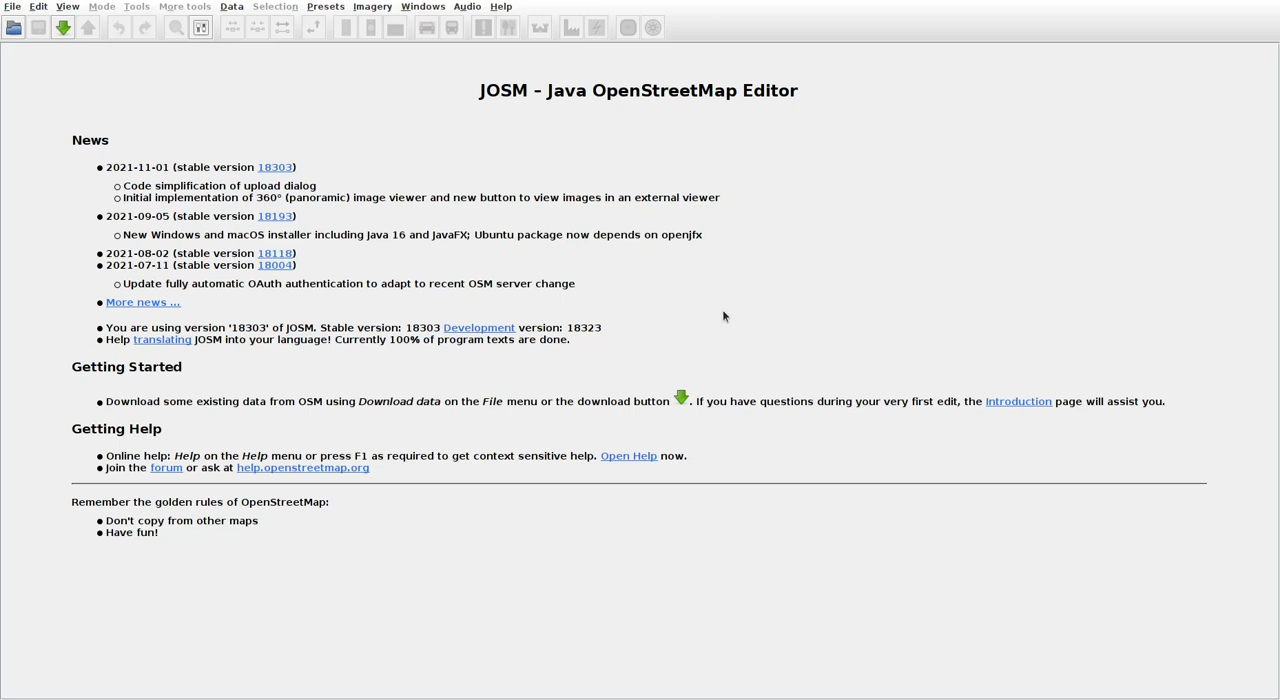 File Edit View Mode Tools More tools Data Selection Presets Imagery Windows Audio Help
JOSM – Java OpenStreetMap Editor
News
● 2021-11-01 (stable version 18303)
○ Code simplification of upload dialog
○ Initial implementation of 360° (panoramic) image viewer and new button to view images in an external viewer
● 2021-09-05 (stable version 18193)
○ New Windows and macOS installer including Java 16 and JavaFX; Ubuntu package now depends on openjfx
● 2021-08-02 (stable version 18118)
● 2021-07-11 (stable version 18004)
○ Update fully automatic OAuth authentication to adapt to recent OSM server change
● More news ...
● You are using version '18303' of JOSM. Stable version: 18303 Development version: 18323
● Help translating JOSM into your language! Currently 100% of program texts are done.
Getting Started
● Download some existing data from OSM using Download data on the File menu or the download button . If you have questions during your very first edit, the Introduction page will assist you.
Getting Help
● Online help: Help on the Help menu or press F1 as required to get context sensitive help. Open Help now.
● Join the forum or ask at help.openstreetmap.org
Remember the golden rules of OpenStreetMap:
● Don't copy from other maps
● Have fun!